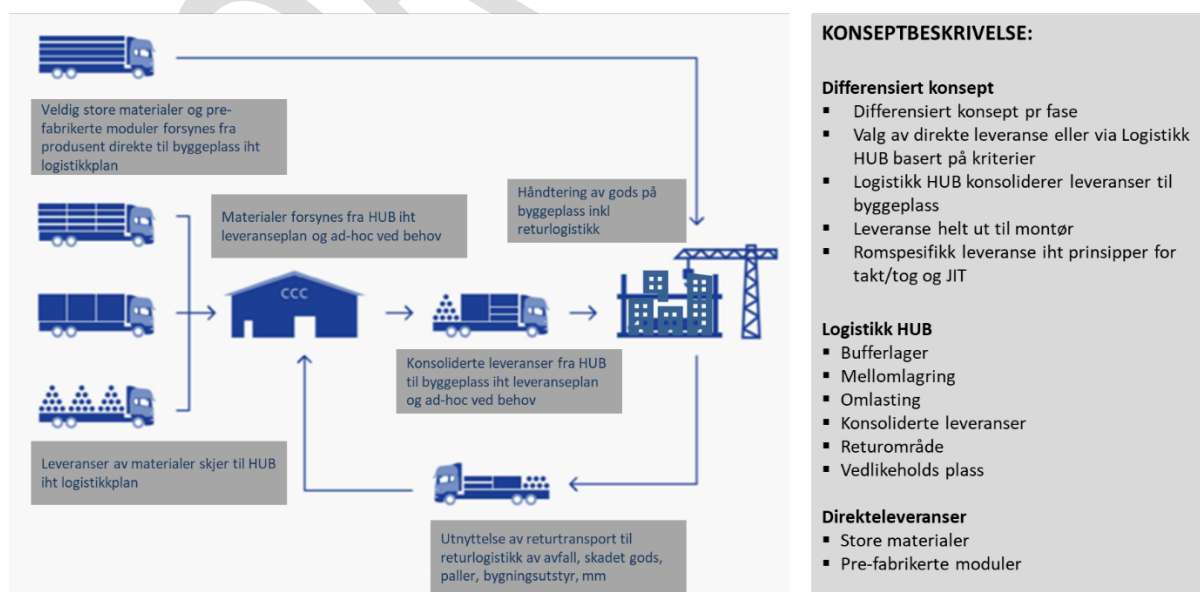 Veldig store materialer og pre-
fabrikerte moduler forsynes fra
produsent direkte til byggeplass iht
logistikkplan
Materialer forsynes fra HUB iht
leveranseplan og ad-hoc ved behov
Håndtering av gods på
byggeplass inkl
returlogistikk
CCC
Konsoliderte leveranser fra HUB
til byggeplass iht leveranseplan
og ad-hoc ved behov
Leveranser av materialer skjer til HUB
iht logistikkplan
Utnyttelse av returtransport til
returlogistikk av avfall, skadet gods,
paller, bygningsutstyr, mm
KONSEPTBESKRIVELSE:
Differensiert konsept
▪ Differensiert konsept pr fase
▪ Valg av direkte leveranse eller via Logistikk
HUB basert på kriterier
▪ Logistikk HUB konsoliderer leveranser til
byggeplass
▪ Leveranse helt ut til montør
▪ Romspesifikk leveranse iht prinsipper for
takt/tog og JIT
Logistikk HUB
▪ Bufferlager
▪ Mellomlagring
▪ Omlasting
▪ Konsoliderte leveranser
▪ Returområde
▪ Vedlikeholds plass
Direkteleveranser
▪ Store materialer
▪ Pre-fabrikerte moduler